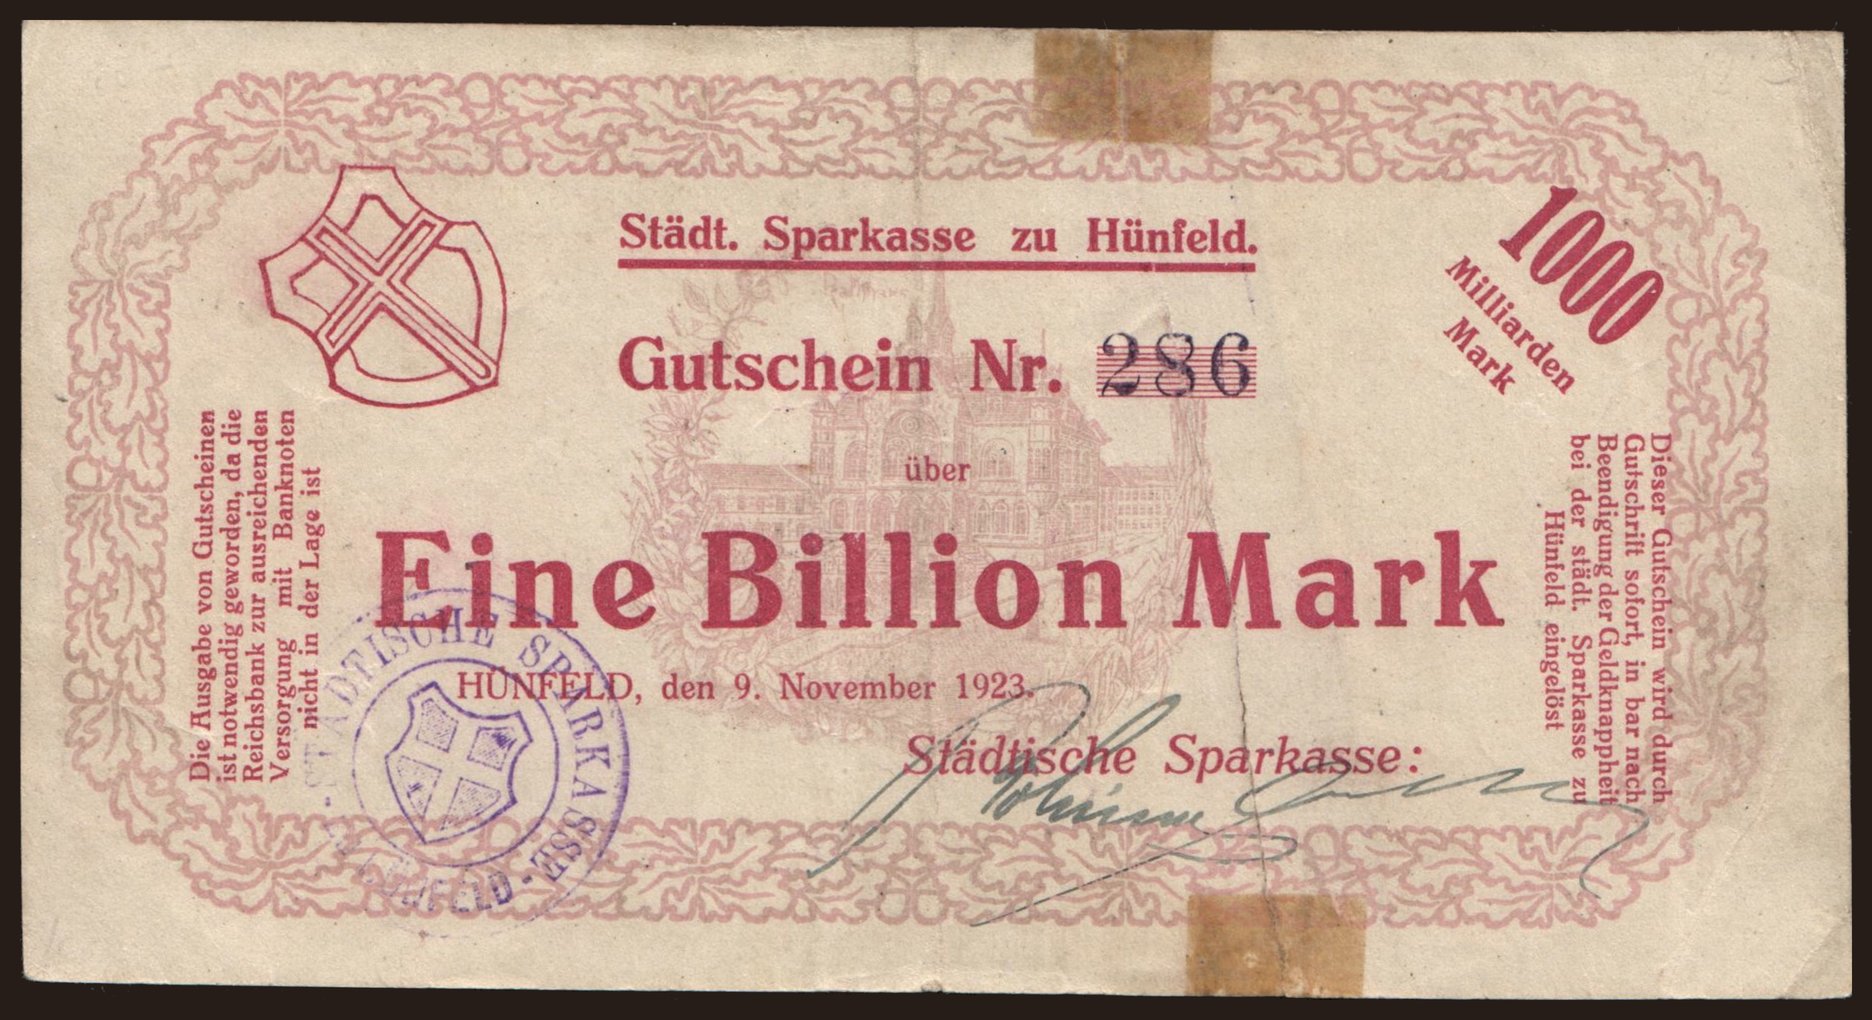 Städt. Sparkasse zu Hünfeld.
1000
Milliarden
Mark
Gutschein Nr. 286
über
Eine Billion Mark
HÜNFELD, den 9. November 1923.
Städtische Sparkasse:
Die Ausgabe von Gutscheinen
ist notwendig geworden, da die
Reichsbank zur ausreichenden
Versorgung mit Banknoten
nicht in der Lage ist
Dieser Gutschein wird durch
Gutschrift sofort, in bar nach
Beendigung der Geldknappheit
bei der städt. Sparkasse zu
Hünfeld eingelöst
STÄDTISCHE SPARKASSE
- HÜNFELD -